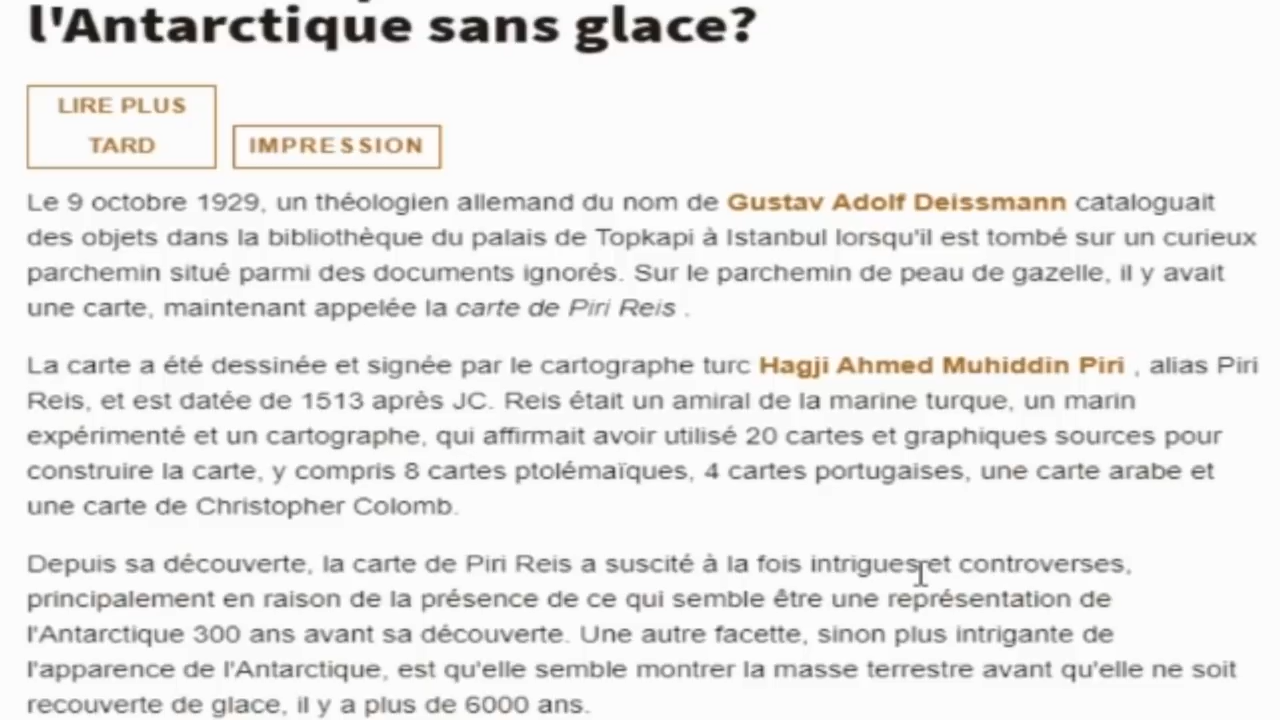 l'Antarctique sans glace?
LIRE PLUS
TARD
IMPRESSION
Le 9 octobre 1929, un théologien allemand du nom de Gustav Adolf Deissmann cataloguait
des objets dans la bibliothèque du palais de Topkapi à Istanbul lorsqu'il est tombé sur un curieux
parchemin situé parmi des documents ignorés. Sur le parchemin de peau de gazelle, il y avait
une carte, maintenant appelée la carte de Piri Reis .
La carte a été dessinée et signée par le cartographe turc Hagji Ahmed Muhiddin Piri , alias Piri
Reis, et est datée de 1513 après JC. Reis était un amiral de la marine turque, un marin
expérimenté et un cartographe, qui affirmait avoir utilisé 20 cartes et graphiques sources pour
construire la carte, y compris 8 cartes ptolémaïques, 4 cartes portugaises, une carte arabe et
une carte de Christopher Colomb.
Depuis sa découverte, la carte de Piri Reis a suscité à la fois intrigues et controverses,
principalement en raison de la présence de ce qui semble être une représentation de
l'Antarctique 300 ans avant sa découverte. Une autre facette, sinon plus intrigante de
l'apparence de l'Antarctique, est qu'elle semble montrer la masse terrestre avant qu'elle ne soit
recouverte de glace, il y a plus de 6000 ans.